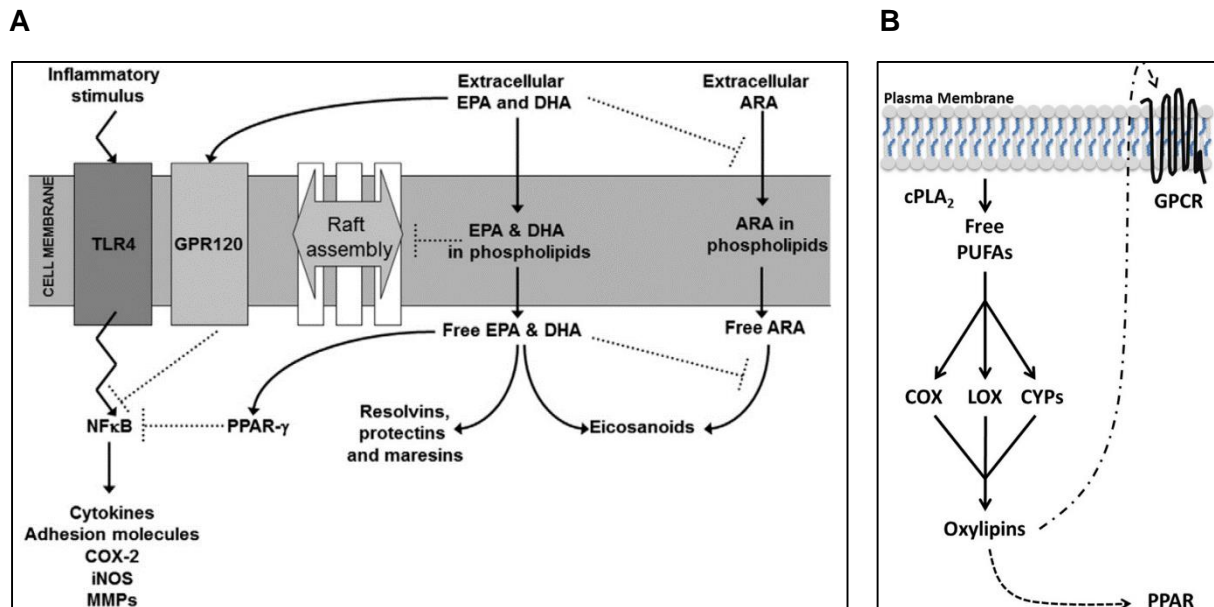 A
B
Inflammatory
stimulus
Extracellular
EPA and DHA
Extracellular
ARA
CELL MEMBRANE
TLR4
GPR120
Raft
assembly
EPA & DHA
in phospholipids
ARA in
phospholipids
Free EPA & DHA
Free ARA
NFκB
PPAR-γ
Resolvins,
protectins
and maresins
Eicosanoids
Cytokines
Adhesion molecules
COX-2
iNOS
MMPs
Plasma Membrane
cPLA2
GPCR
Free
PUFAs
COX
LOX
CYPs
Oxylipins
PPAR